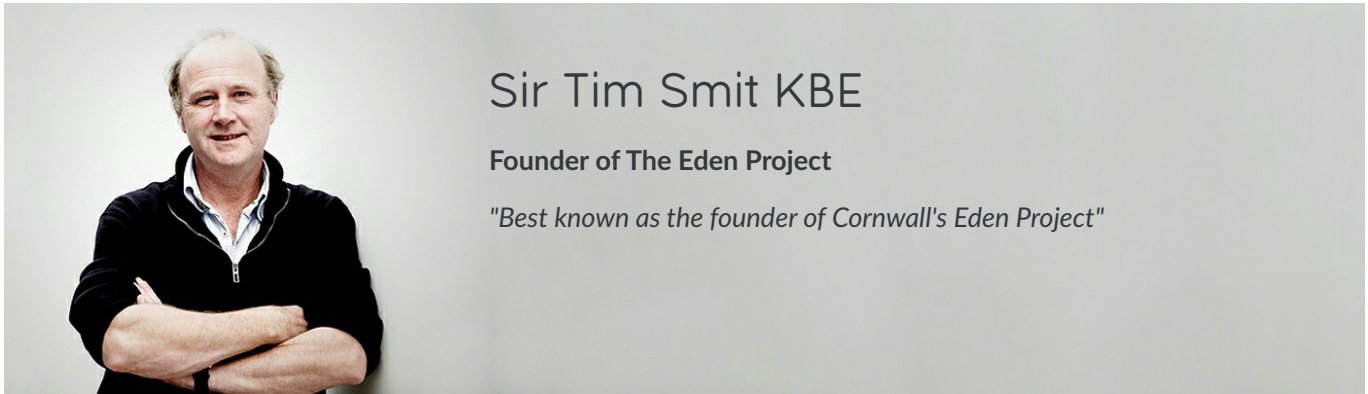 Sir Tim Smit KBE
Founder of The Eden Project
"Best known as the founder of Cornwall's Eden Project"